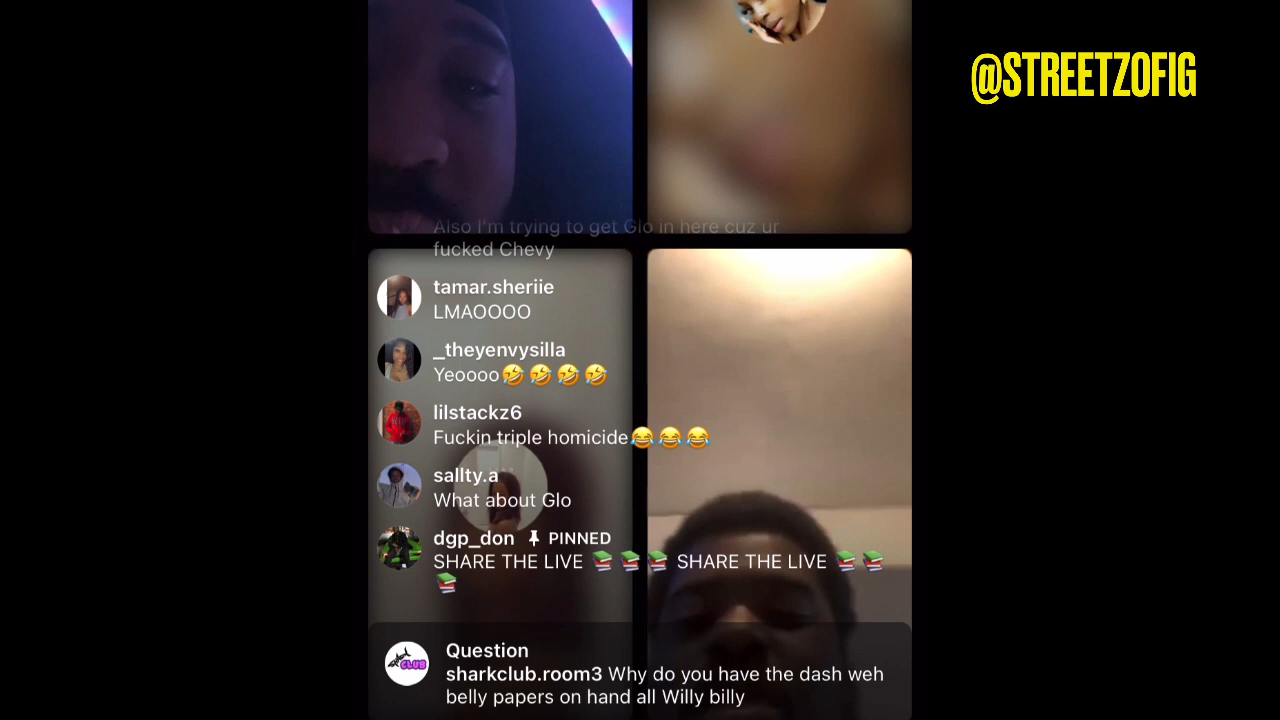 @STREETZOFIG
Also I'm trying to get Glo in here cuz ur
fucked Chevy
tamar.sheriie
LMAOOOO
_theyenvysilla
Yeoooo🤣🤣🤣🤣
lilstackz6
Fuckin triple homicide😂😂😂
sallty.a
What about Glo
dgp_don 📌 PINNED
SHARE THE LIVE 📚📚📚 SHARE THE LIVE 📚📚
📚
CLUB
Question
sharkclub.room3 Why do you have the dash weh
belly papers on hand all Willy billy